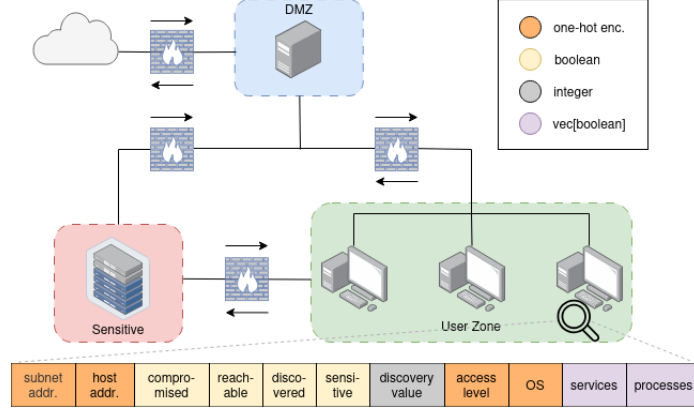 DMZ
one-hot enc.
boolean
integer
vec[boolean]
Sensitive
User Zone
subnet
addr.
host
addr.
compro-
mised
reach-
able
disco-
vered
sensi-
tive
discovery
value
access
level
OS
services
processes